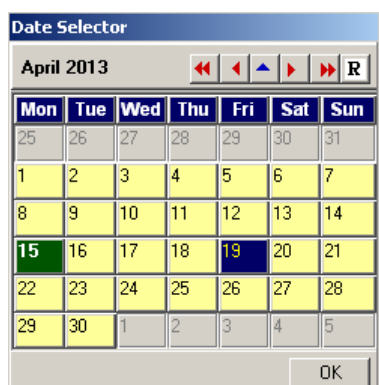 Date Selector
April 2013 R
Mon Tue Wed Thu Fri Sat Sun
25 26 27 28 29 30 31
1 2 3 4 5 6 7
8 9 10 11 12 13 14
15 16 17 18 19 20 21
22 23 24 25 26 27 28
29 30 1 2 3 4 5
OK